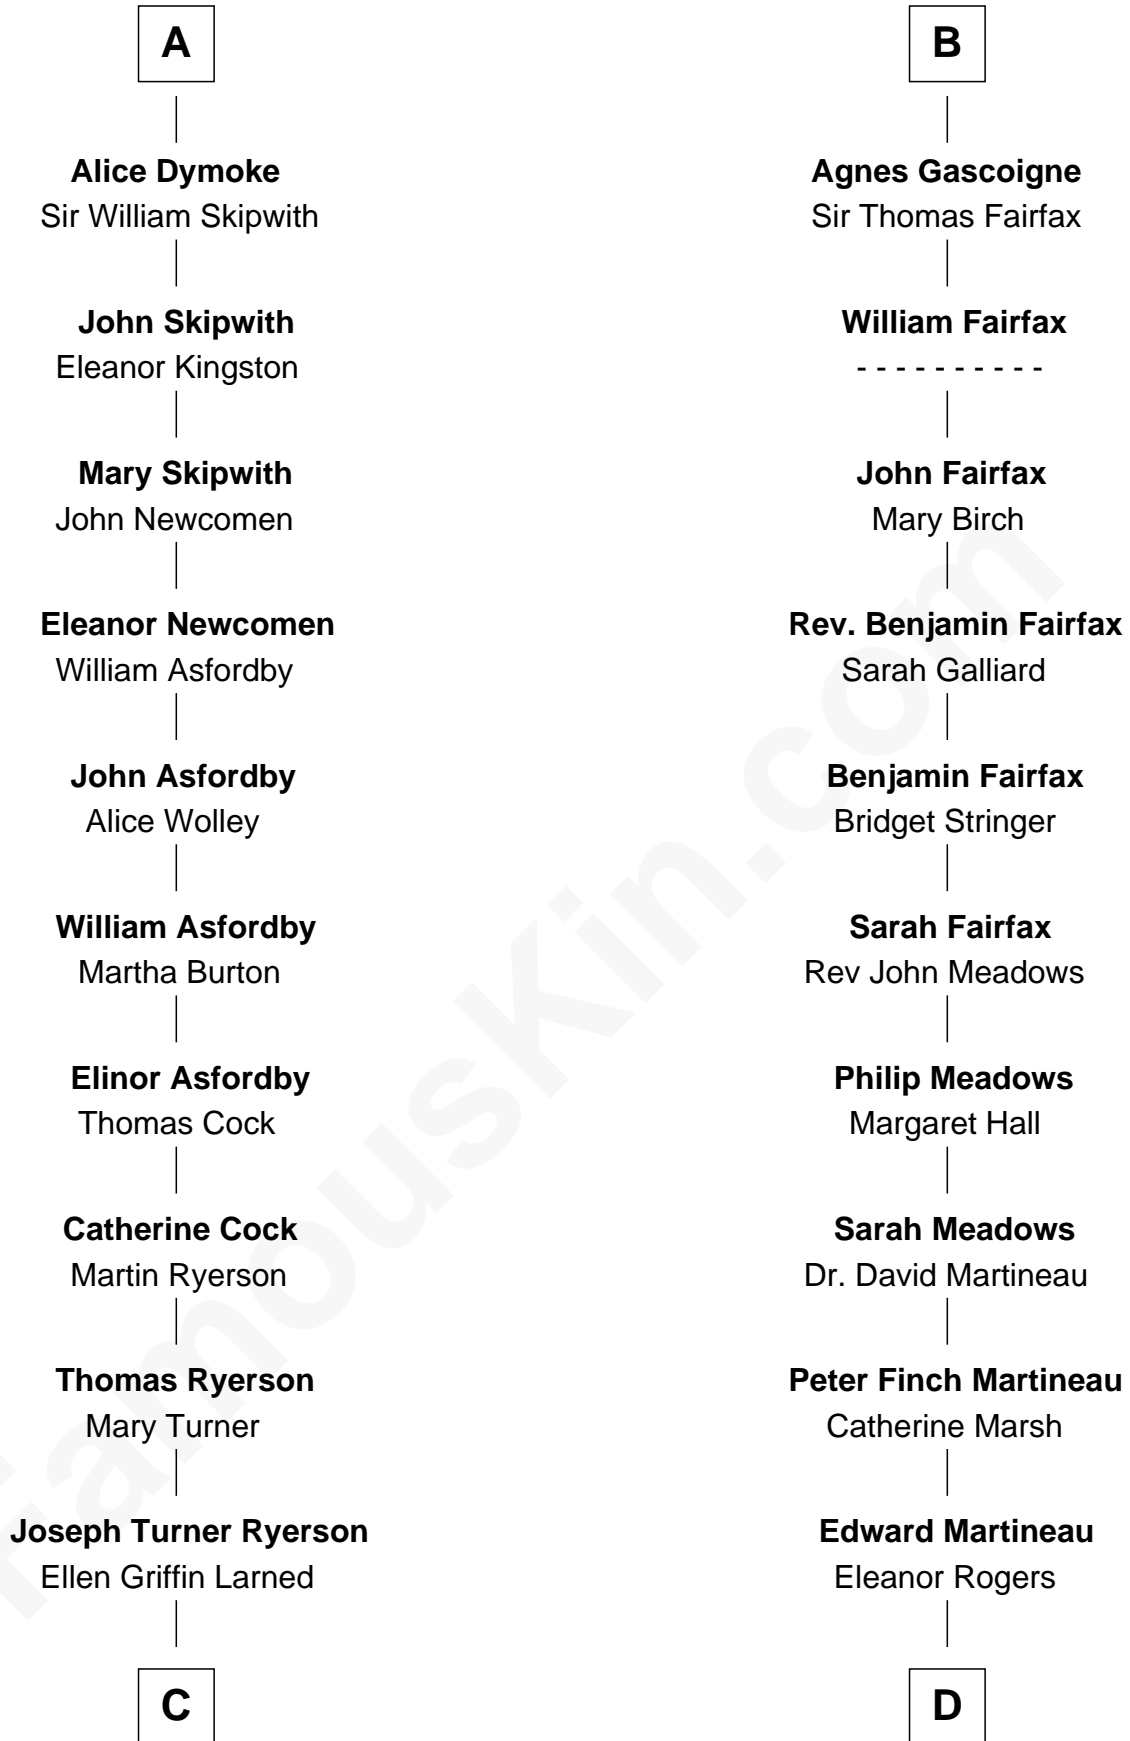 A
Alice Dymoke
Sir William Skipwith
John Skipwith
Eleanor Kingston
Mary Skipwith
John Newcomen
Eleanor Newcomen
William Asfordby
John Asfordby
Alice Wolley
William Asfordby
Martha Burton
Elinor Asfordby
Thomas Cock
Catherine Cock
Martin Ryerson
Thomas Ryerson
Mary Turner
Joseph Turner Ryerson
Ellen Griffin Larned
C
B
Agnes Gascoigne
Sir Thomas Fairfax
William Fairfax
- - - - - - - - - -
John Fairfax
Mary Birch
Rev. Benjamin Fairfax
Sarah Galliard
Benjamin Fairfax
Bridget Stringer
Sarah Fairfax
Rev John Meadows
Philip Meadows
Margaret Hall
Sarah Meadows
Dr. David Martineau
Peter Finch Martineau
Catherine Marsh
Edward Martineau
Eleanor Rogers
D
FamousKin.com